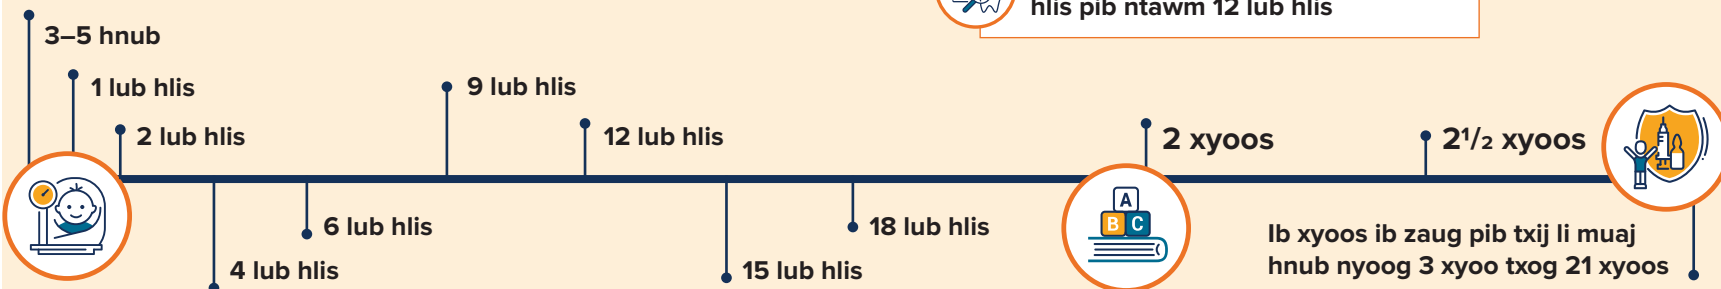 hlis pib ntawm 12 lub hlis
3–5 hnub
1 lub hlis
2 lub hlis
9 lub hlis
12 lub hlis
2 xyoos
2¹/₂ xyoos
4 lub hlis
6 lub hlis
15 lub hlis
18 lub hlis
A
B C
Ib xyoos ib zaug pib txij li muaj
hnub nyoog 3 xyoo txog 21 xyoos